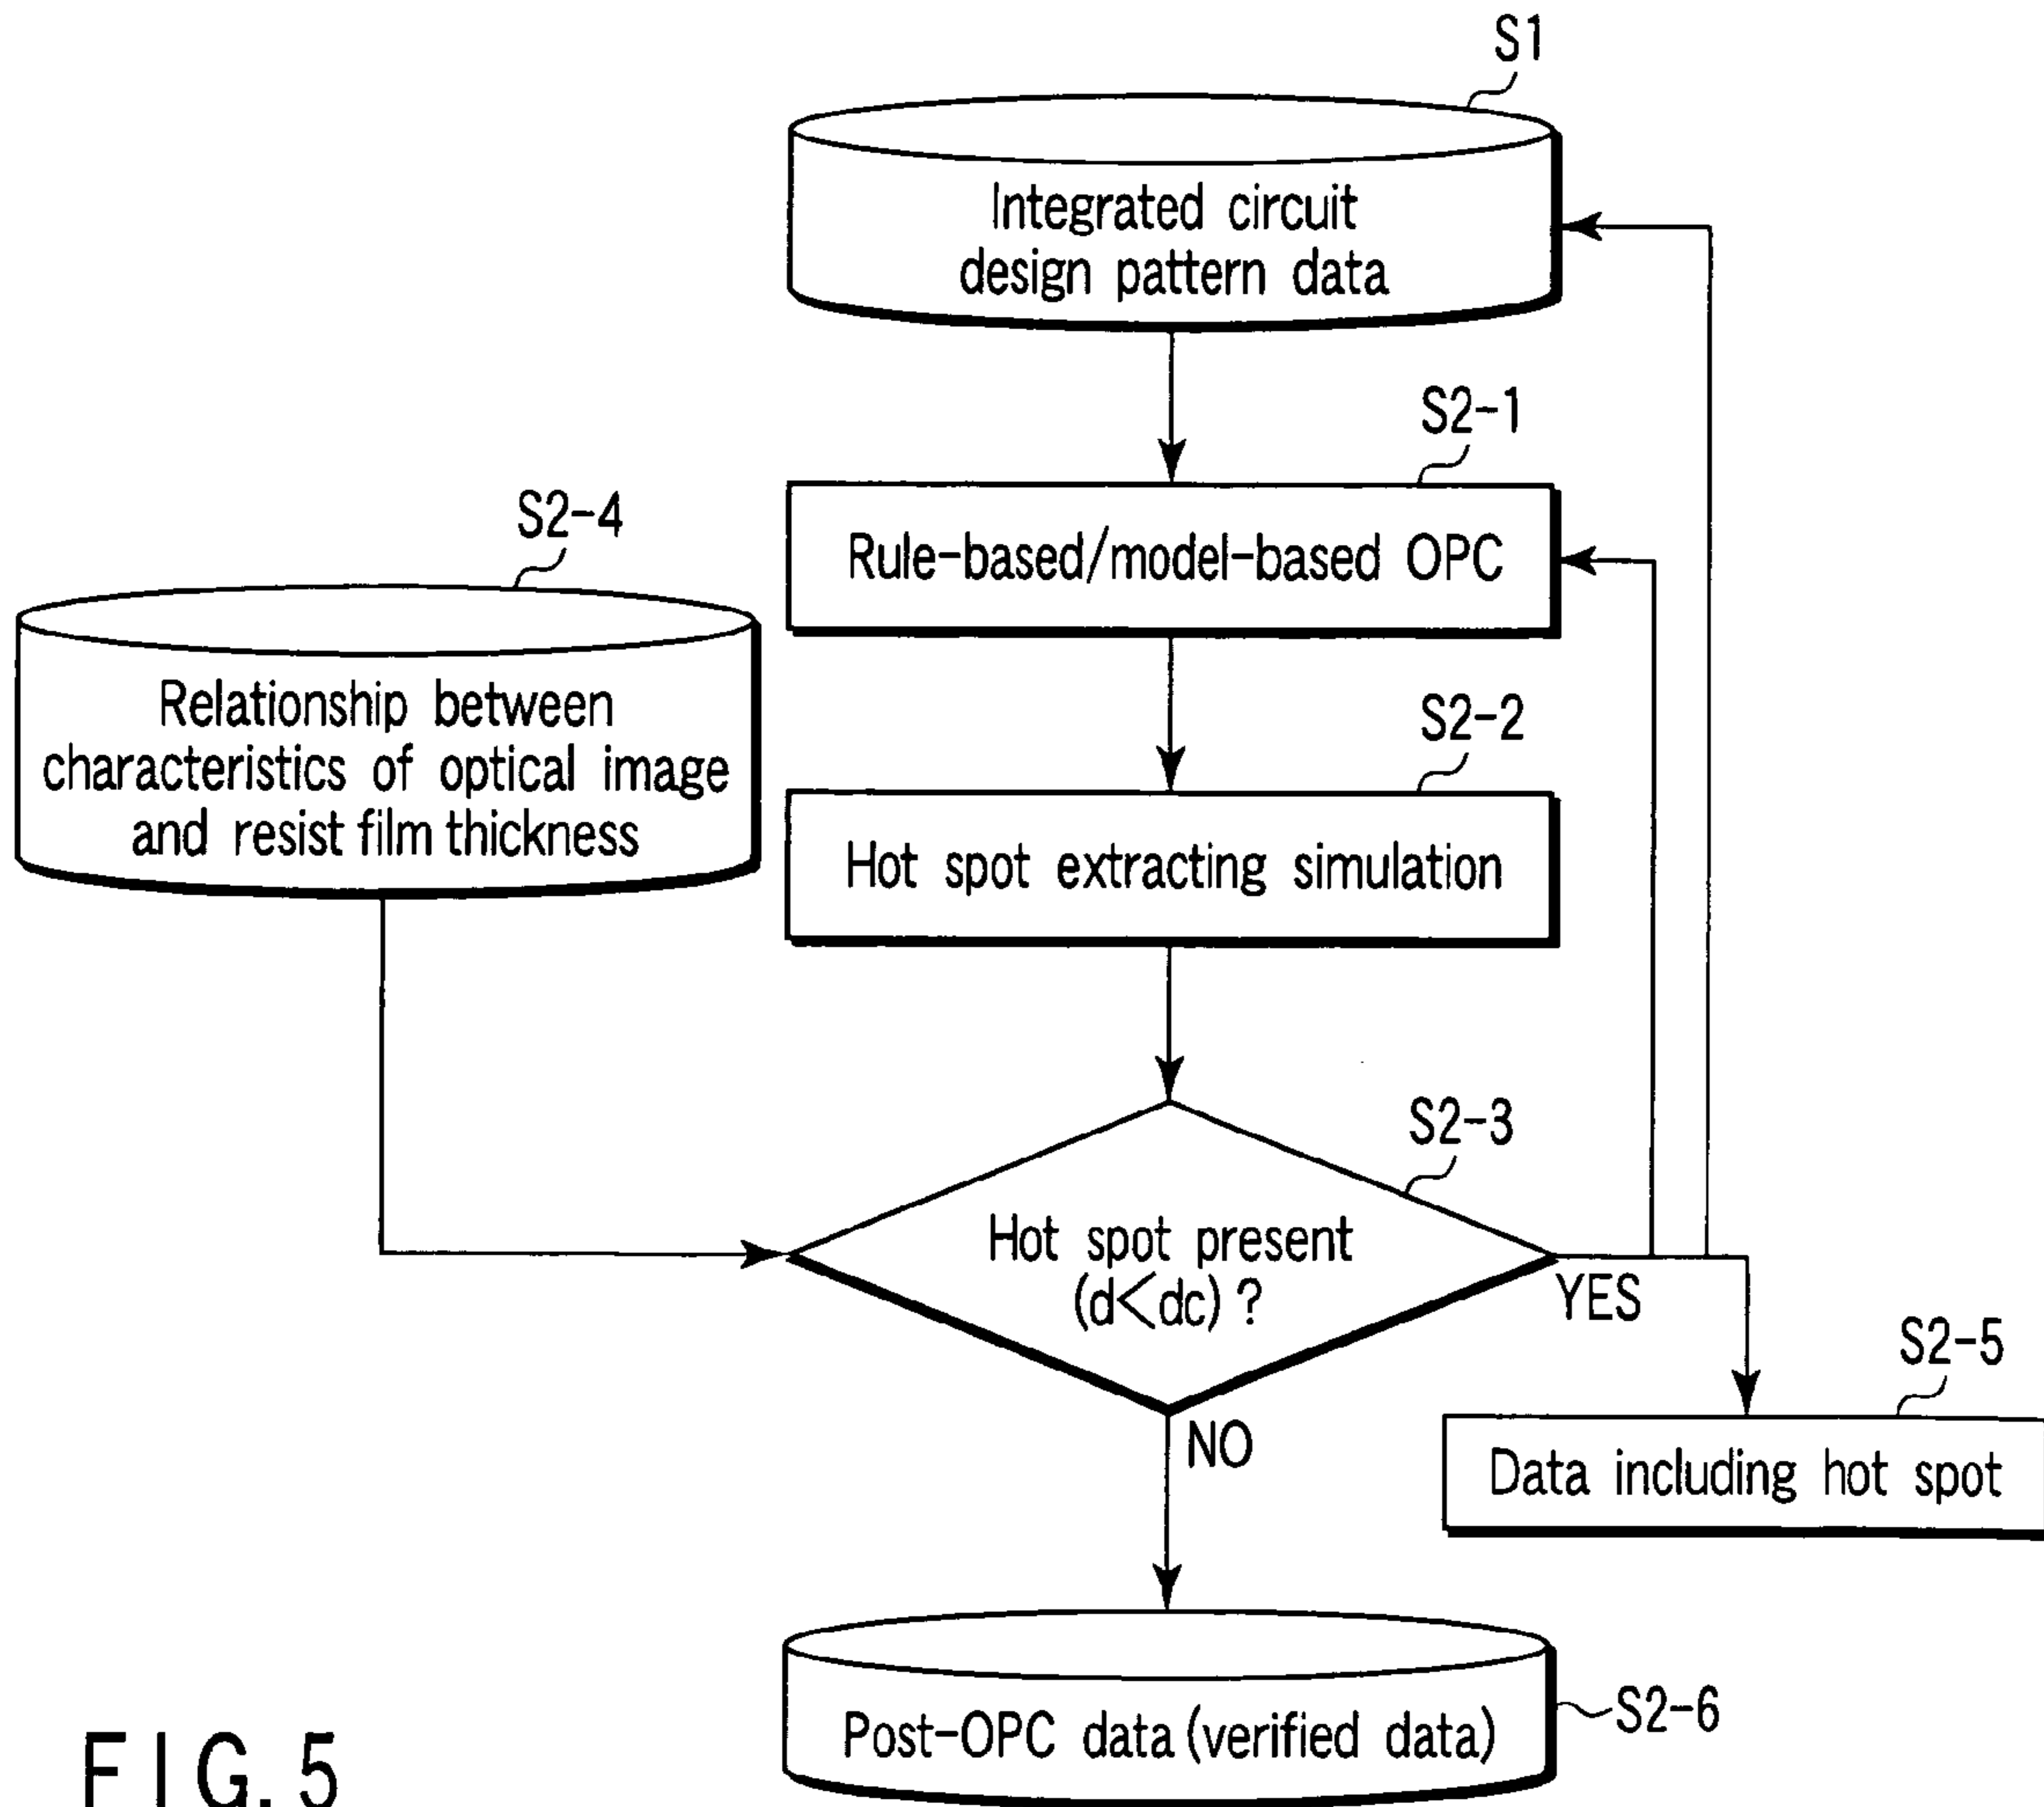 S1
Integrated circuit
design pattern data
S2-1
Rule-based/model-based OPC
S2-4
Relationship between
characteristics of optical image
and resist film thickness
S2-2
Hot spot extracting simulation
S2-3
Hot spot present
(d<dc)?
YES
S2-5
Data including hot spot
NO
Post-OPC data (verified data)
S2-6
FIG. 5